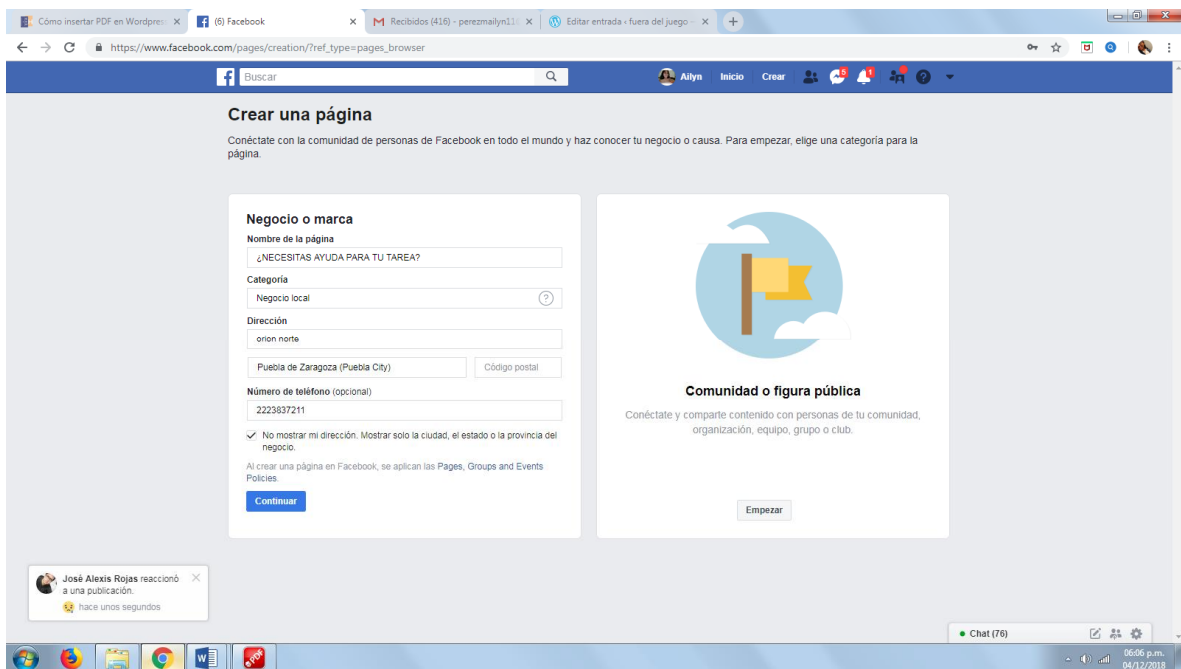 Cómo insertar PDF en Wordpres
(6) Facebook
Recibidos (416) - perezmailyn11
Editar entrada ‹ fuera del juego -
https://www.facebook.com/pages/creation/?ref_type=pages_browser
Buscar
Ailyn Inicio Crear 5 1
Crear una página
Conéctate con la comunidad de personas de Facebook en todo el mundo y haz conocer tu negocio o causa. Para empezar, elige una categoría para la
página.
Negocio o marca
Nombre de la página
¿NECESITAS AYUDA PARA TU TAREA?
Categoría
Negocio local
Dirección
orion norte
Puebla de Zaragoza (Puebla City) Código postal
Número de teléfono (opcional)
2223837211
No mostrar mi dirección. Mostrar solo la ciudad, el estado o la provincia del
negocio.
Al crear una página en Facebook, se aplican las Pages, Groups and Events
Policies.
Continuar
Comunidad o figura pública
Conéctate y comparte contenido con personas de tu comunidad,
organización, equipo, grupo o club.
Empezar
José Alexis Rojas reaccionó
a una publicación.
hace unos segundos
Chat (76)
06:06 p.m.
04/12/2018